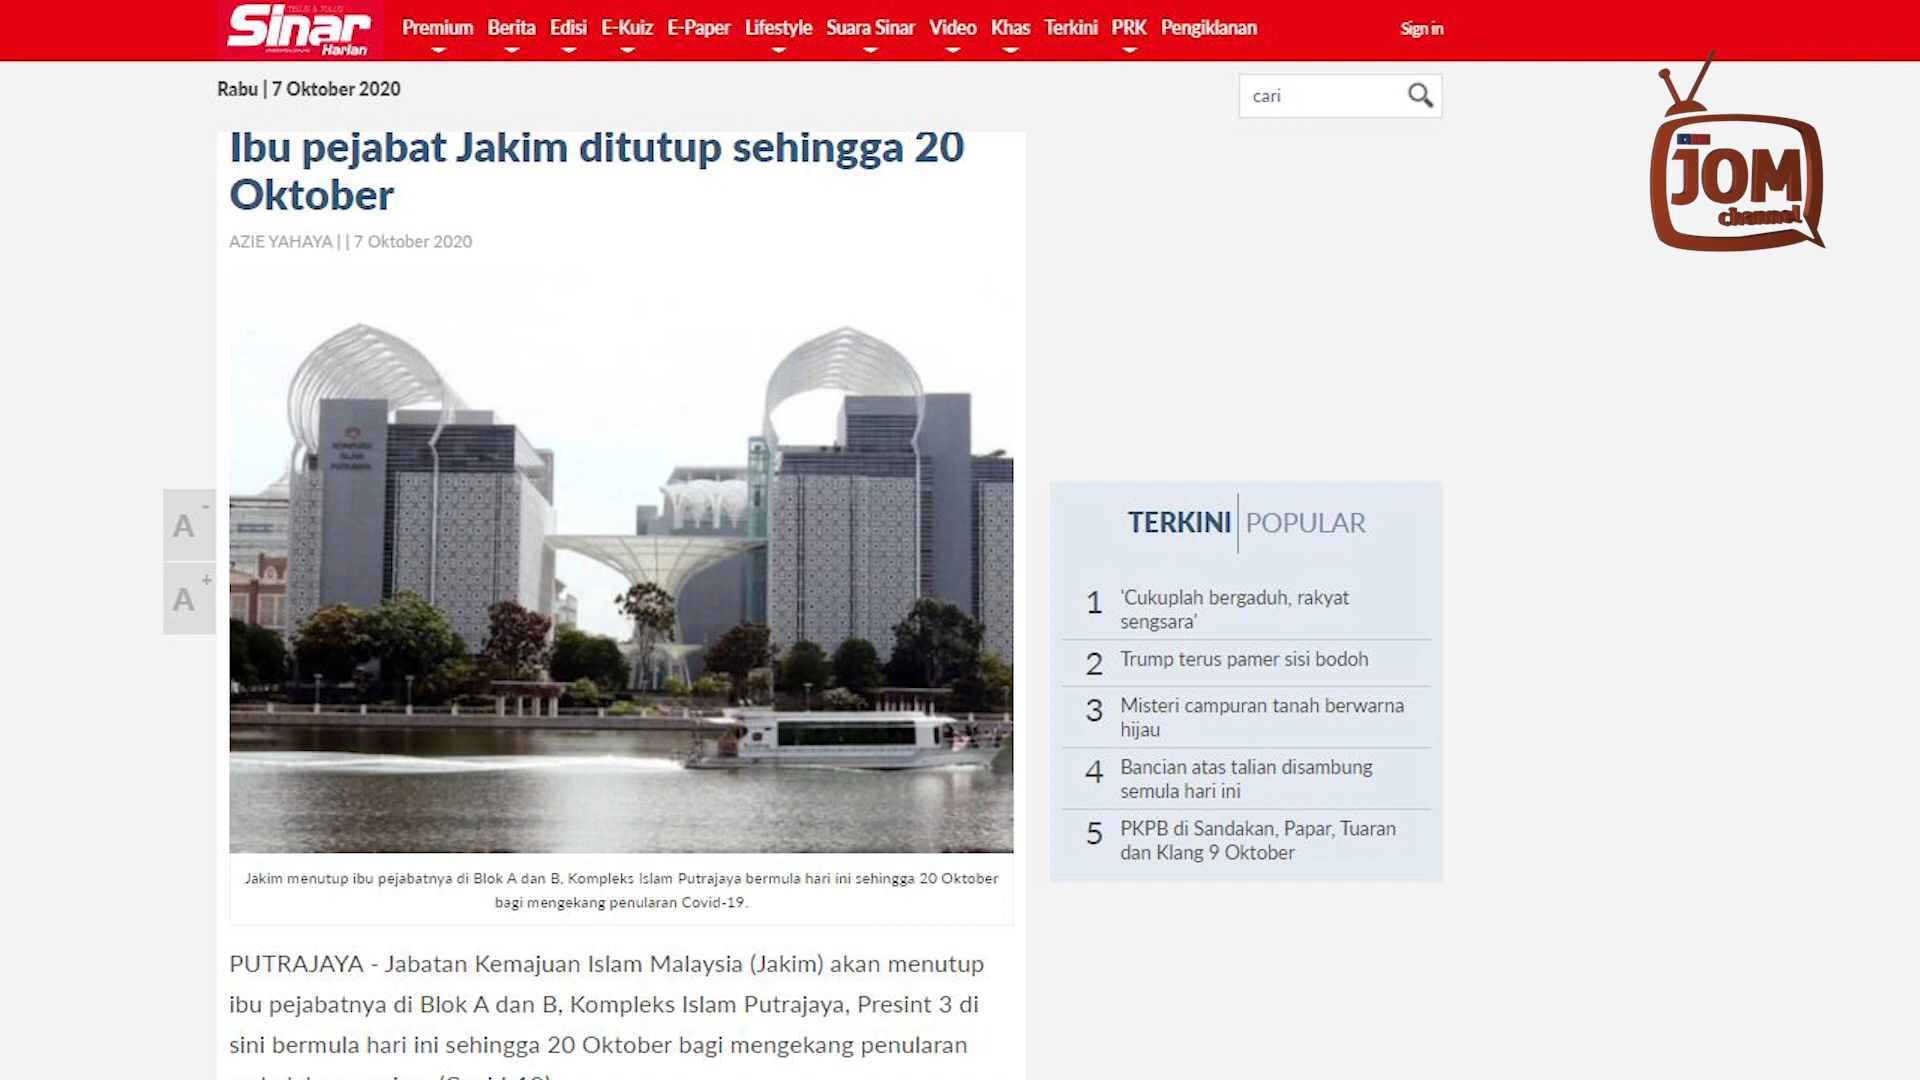 Sinar
Harian
Premium Berita Edisi E-Kuiz E-Paper Lifestyle Suara Sinar Video Khas Terkini PRK Pengiklanan
Sign in
Rabu | 7 Oktober 2020
cari
JOM
channel
Ibu pejabat Jakim ditutup sehingga 20
Oktober
AZIE YAHAYA | | 7 Oktober 2020
KOMPLEKS
ISLAM
PUTRAJAYA
A -
A +
Jakim menutup ibu pejabatnya di Blok A dan B, Kompleks Islam Putrajaya bermula hari ini sehingga 20 Oktober
bagi mengekang penularan Covid-19.
PUTRAJAYA - Jabatan Kemajuan Islam Malaysia (Jakim) akan menutup
ibu pejabatnya di Blok A dan B, Kompleks Islam Putrajaya, Presint 3 di
sini bermula hari ini sehingga 20 Oktober bagi mengekang penularan
TERKINI POPULAR
1 'Cukuplah bergaduh, rakyat
sengsara'
2 Trump terus pamer sisi bodoh
3 Misteri campuran tanah berwarna
hijau
4 Bancian atas talian disambung
semula hari ini
5 PKPB di Sandakan, Papar, Tuaran
dan Klang 9 Oktober